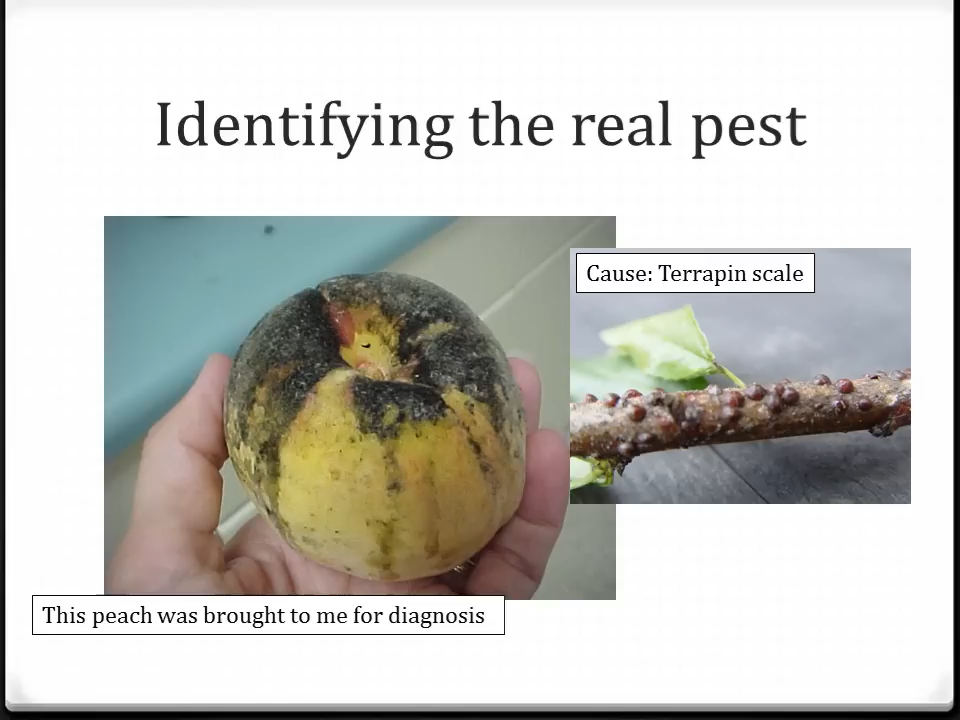 Identifying the real pest
Cause: Terrapin scale
This peach was brought to me for diagnosis